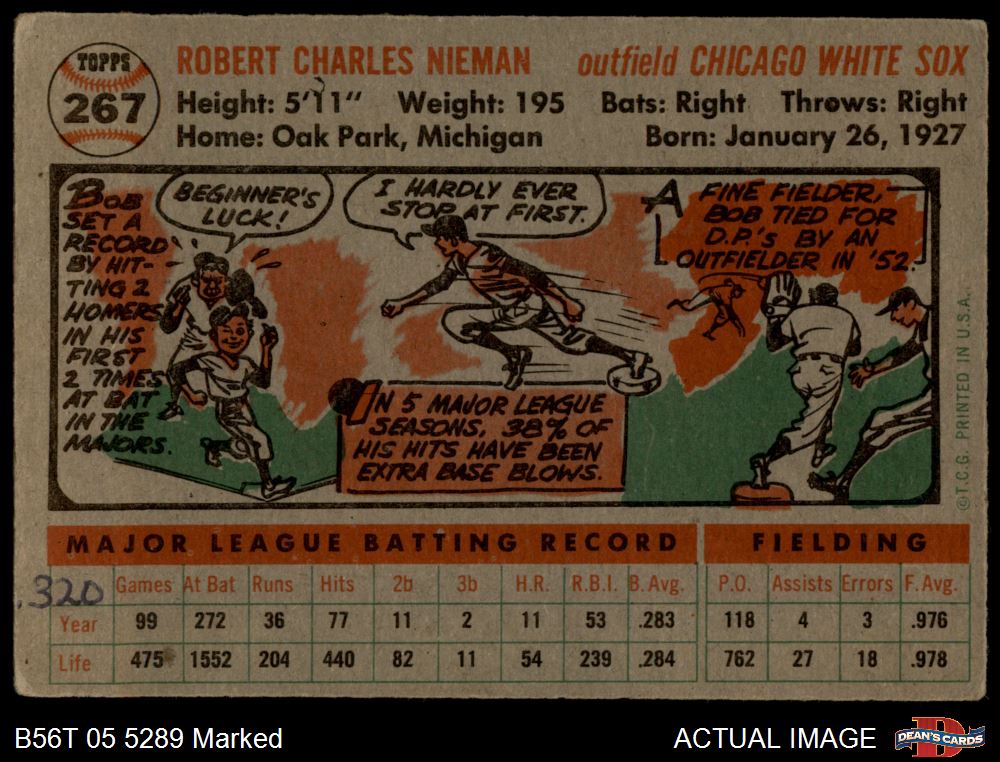 TOPPS
267
ROBERT CHARLES NIEMAN outfield CHICAGO WHITE SOX
Height: 5'11" Weight: 195 Bats: Right Throws: Right
Home: Oak Park, Michigan Born: January 26, 1927
BOB
SET A
RECORD
BY HIT-
TING 2
HOMERS
IN HIS
FIRST
2 TIMES
AT BAT
IN THE
MAJORS.
BEGINNER'S
LUCK!
I HARDLY EVER
STOP AT FIRST.
IN 5 MAJOR LEAGUE
SEASONS, 38% OF
HIS HITS HAVE BEEN
EXTRA BASE BLOWS.
A FINE FIELDER,
BOB TIED FOR
D.P.'S BY AN
OUTFIELDER IN '52.
©T.C.G. PRINTED IN U.S.A.
MAJOR LEAGUE BATTING RECORD FIELDING
.320 Games At Bat Runs Hits 2b 3b H.R. R.B.I. B.Avg. P.O. Assists Errors F.Avg.
Year 99 272 36 77 11 2 11 53 .283 118 4 3 .976
Life 475 1552 204 440 82 11 54 239 .284 762 27 18 .978
B56T 05 5289 Marked ACTUAL IMAGE D DEAN'S CARDS